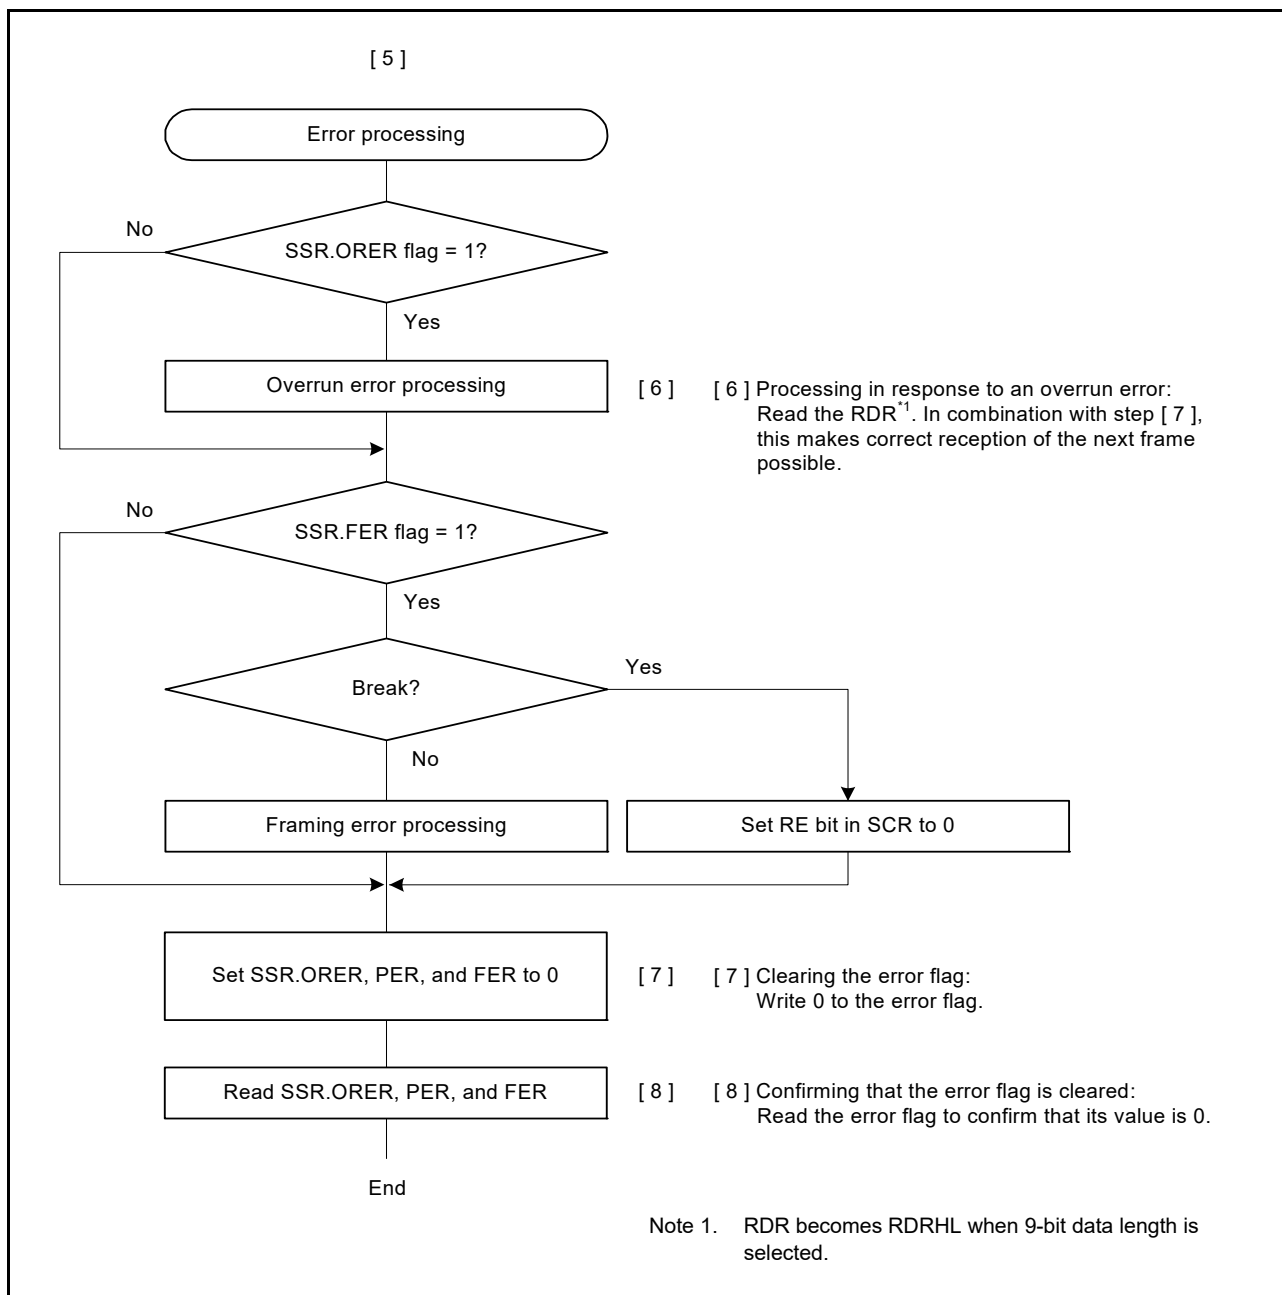 [ 5 ]
Error processing
No
SSR.ORER flag = 1?
Yes
Overrun error processing
[ 6 ]
[ 6 ] Processing in response to an overrun error:
Read the RDR*1. In combination with step [ 7 ],
this makes correct reception of the next frame
possible.
No
SSR.FER flag = 1?
Yes
Break?
Yes
No
Framing error processing
Set RE bit in SCR to 0
Set SSR.ORER, PER, and FER to 0
[ 7 ]
[ 7 ] Clearing the error flag:
Write 0 to the error flag.
Read SSR.ORER, PER, and FER
[ 8 ]
[ 8 ] Confirming that the error flag is cleared:
Read the error flag to confirm that its value is 0.
End
Note 1. RDR becomes RDRHL when 9-bit data length is
selected.